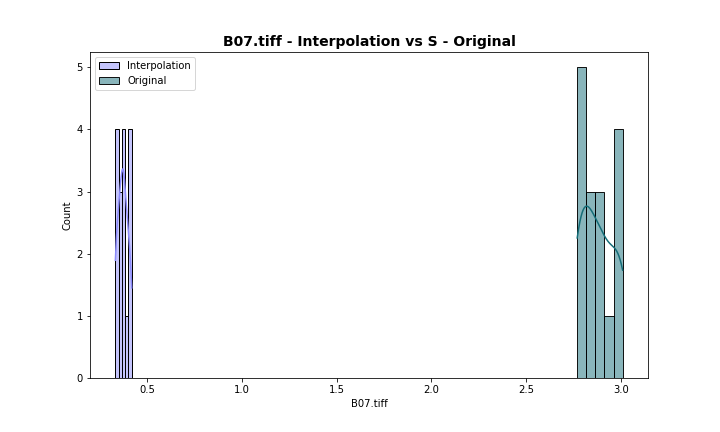 B07.tiff - Interpolation vs S - Original
Interpolation
Original
5
4
3
2
1
0
Count
0.5 1.0 1.5 2.0 2.5 3.0
B07.tiff